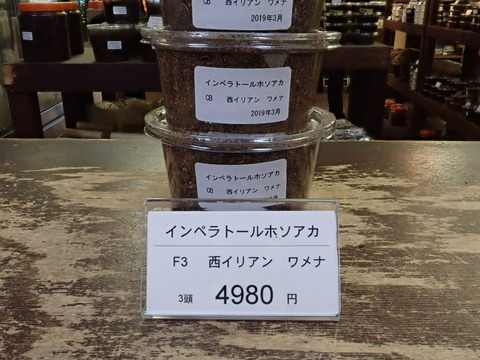 CB 西イリアン ワメナ
2019年3月
インペラトールホソアカ
CB 西イリアン ワメナ
2019年3月
インペラトールホソアカ
CB 西イリアン ワメナ
インペラトールホソアカ
F3 西イリアン ワメナ
3頭 4980 円